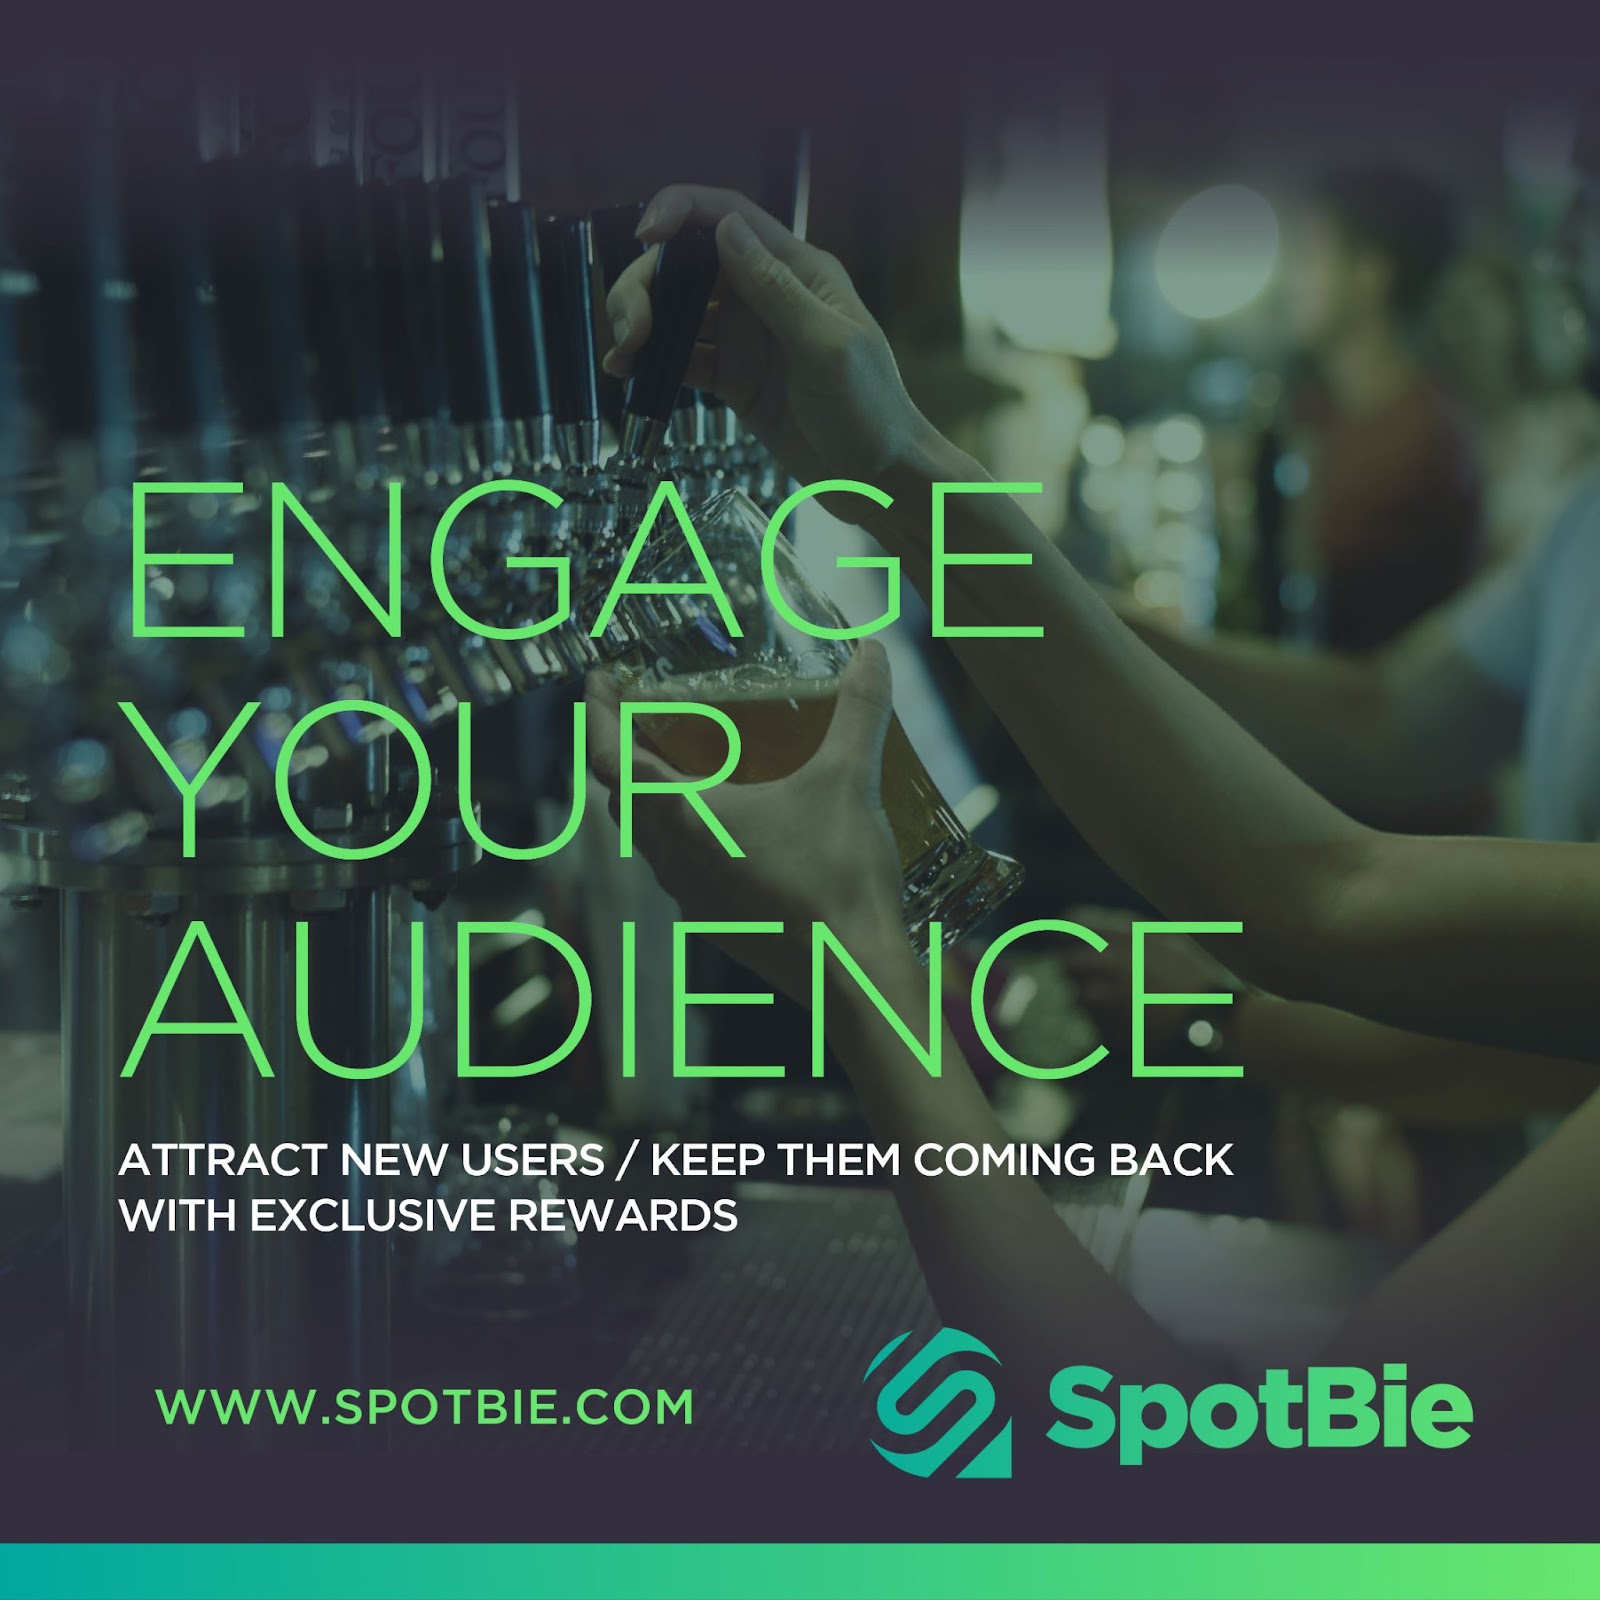 ENGAGE
YOUR
AUDIENCE
ATTRACT NEW USERS / KEEP THEM COMING BACK
WITH EXCLUSIVE REWARDS
WWW.SPOTBIE.COM
SpotBie